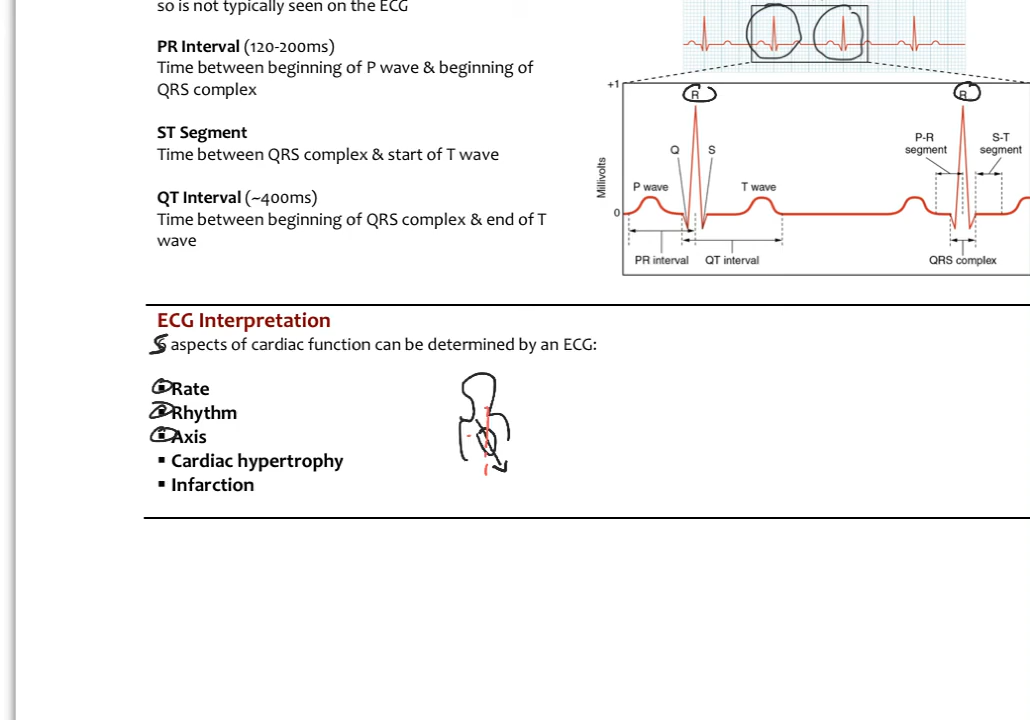 so is not typically seen on the ECG
PR Interval (120-200ms)
Time between beginning of P wave & beginning of
QRS complex
ST Segment
Time between QRS complex & start of T wave
QT Interval (~400ms)
Time between beginning of QRS complex & end of T
wave
+1
R
R
P-R
segment
S-T
segment
Q
S
Millivolts
P wave
T wave
0
PR interval
QT interval
QRS complex
ECG Interpretation
5 aspects of cardiac function can be determined by an ECG:
▪ Rate
▪ Rhythm
▪ Axis
▪ Cardiac hypertrophy
▪ Infarction